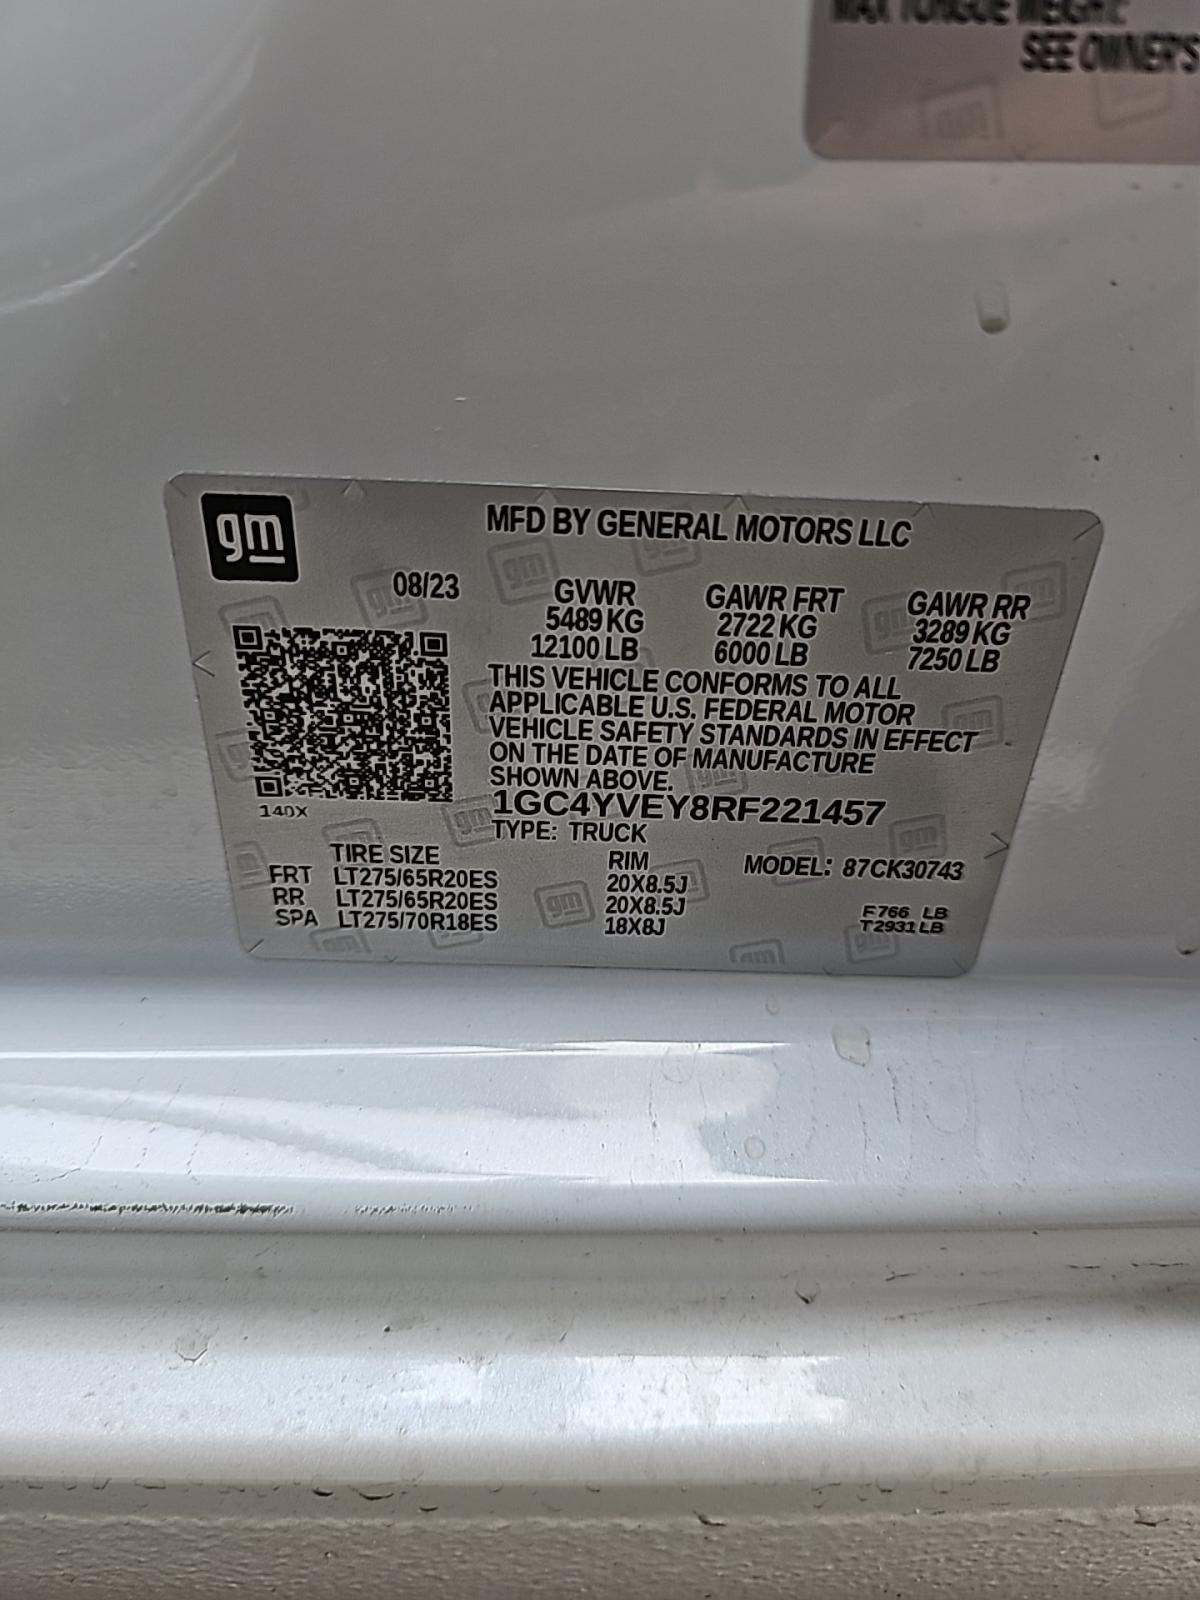 MAX TONGUE WEIGHT:
SEE OWNER'S
gm
MFD BY GENERAL MOTORS LLC
08/23
GVWR GAWR FRT GAWR RR
5489 KG 2722 KG 3289 KG
12100 LB 6000 LB 7250 LB
THIS VEHICLE CONFORMS TO ALL
APPLICABLE U.S. FEDERAL MOTOR
VEHICLE SAFETY STANDARDS IN EFFECT
ON THE DATE OF MANUFACTURE
SHOWN ABOVE.
140X
1GC4YVEY8RF221457
TYPE: TRUCK
TIRE SIZE RIM MODEL: 87CK30743
FRT LT275/65R20ES 20X8.5J
RR LT275/65R20ES 20X8.5J
SPA LT275/70R18ES 18X8J
F766 LB
T2931 LB